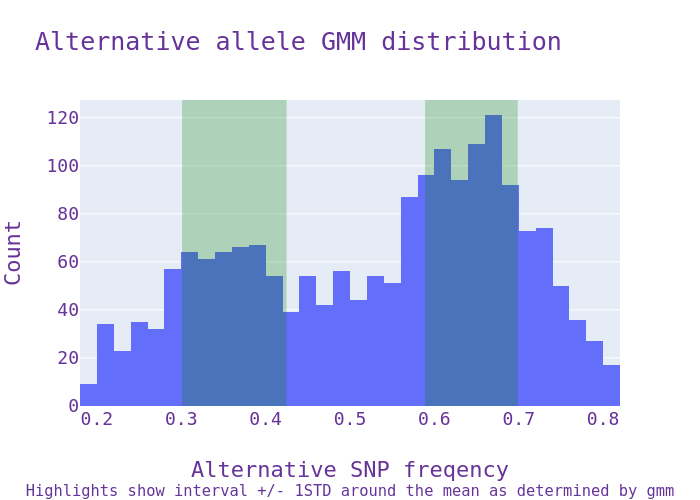 Alternative allele GMM distribution
120
100
80
60
40
20
0
Count
0.2 0.3 0.4 0.5 0.6 0.7 0.8
Alternative SNP freqency
Highlights show interval +/- 1STD around the mean as determined by gmm